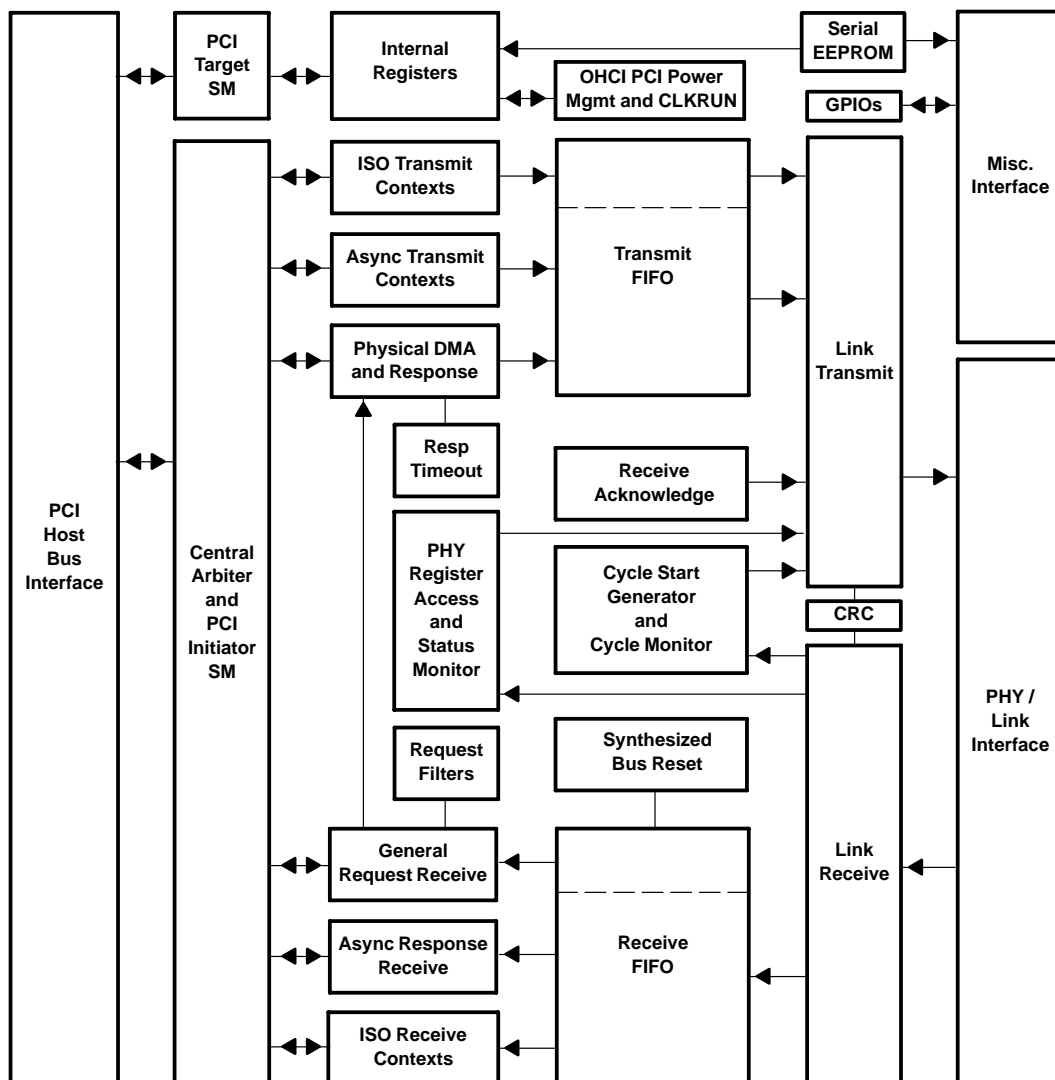 PCI
Host
Bus
Interface
PCI
Target
SM
Central
Arbiter
and
PCI
Initiator
SM
Internal
Registers
OHCI PCI Power
Mgmt and CLKRUN
Serial
EEPROM
GPIOs
Misc.
Interface
ISO Transmit
Contexts
Async Transmit
Contexts
Physical DMA
and Response
Resp
Timeout
Transmit
FIFO
Link
Transmit
Receive
Acknowledge
PHY
Register
Access
and
Status
Monitor
Cycle Start
Generator
and
Cycle Monitor
CRC
PHY /
Link
Interface
Request
Filters
Synthesized
Bus Reset
General
Request Receive
Async Response
Receive
ISO Receive
Contexts
Receive
FIFO
Link
Receive